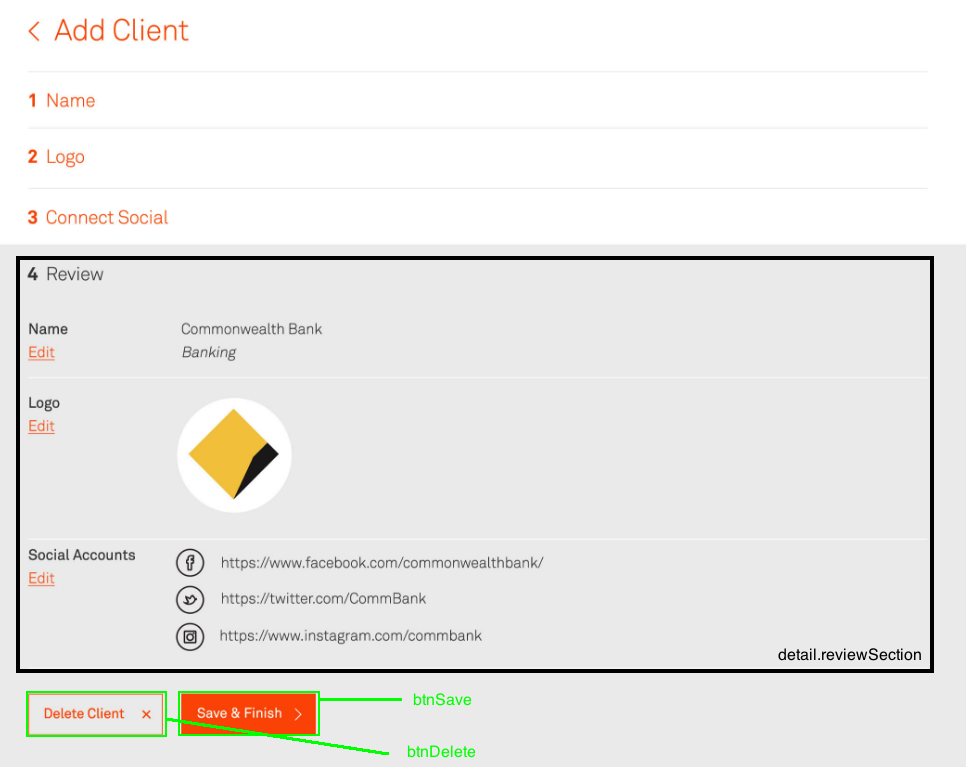 Add Client
1 Name
2 Logo
3 Connect Social
4 Review
Name
Commonwealth Bank
Edit
Banking
Logo
Edit
Social Accounts
https://www.facebook.com/commonwealthbank/
Edit
https://twitter.com/CommBank
https://www.instagram.com/commbank
detail.reviewSection
Delete Client
Save & Finish
btnSave
btnDelete